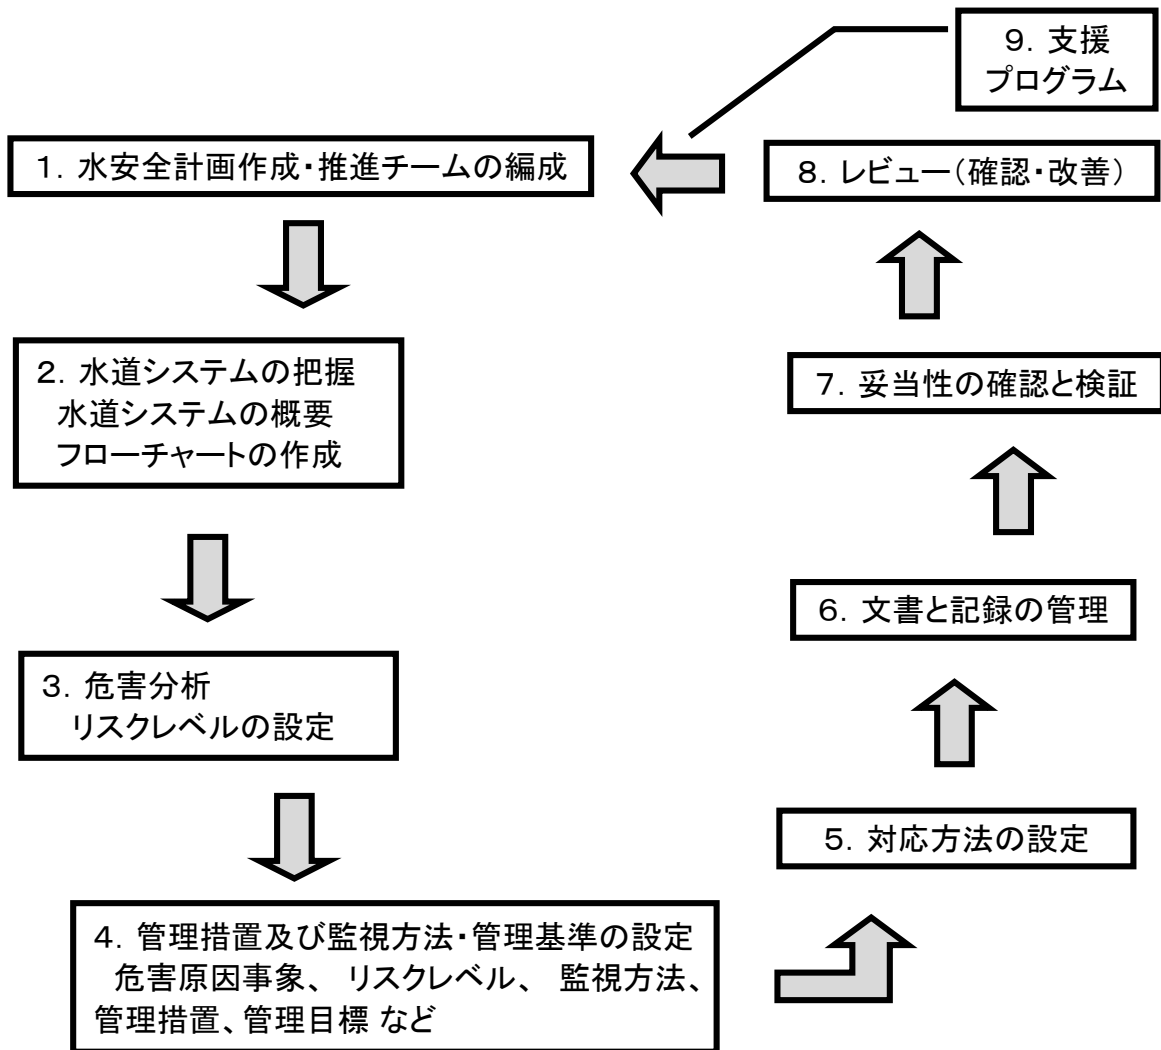 9．支援
プログラム
1．水安全計画作成・推進チームの編成
8．レビュー（確認・改善）
2．水道システムの把握
水道システムの概要
フローチャートの作成
7．妥当性の確認と検証
6．文書と記録の管理
3．危害分析
リスクレベルの設定
5．対応方法の設定
4．管理措置及び監視方法・管理基準の設定
危害原因事象、 リスクレベル、 監視方法、
管理措置、管理目標 など